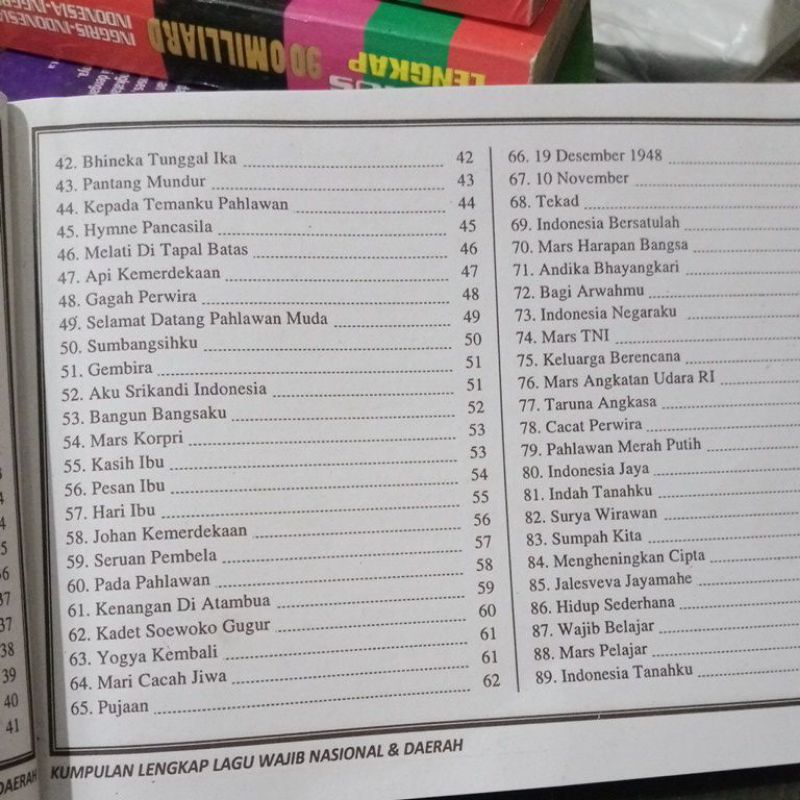 INDONESIA-INGGRIS
INGGRIS-INDONESIA
MILLIARD
LENGKAP
42. Bhineka Tunggal Ika 42
43. Pantang Mundur 43
44. Kepada Temanku Pahlawan 44
45. Hymne Pancasila 45
46. Melati Di Tapal Batas 46
47. Api Kemerdekaan 47
48. Gagah Perwira 48
49. Selamat Datang Pahlawan Muda 49
50. Sumbangsihku 50
51. Gembira 51
52. Aku Srikandi Indonesia 51
53. Bangun Bangsaku 52
54. Mars Korpri 53
55. Kasih Ibu 53
56. Pesan Ibu 54
57. Hari Ibu 55
58. Johan Kemerdekaan 56
59. Seruan Pembela 57
60. Pada Pahlawan 58
61. Kenangan Di Atambua 59
62. Kadet Soewoko Gugur 60
63. Yogya Kembali 61
64. Mari Cacah Jiwa 61
65. Pujaan 62
66. 19 Desember 1948
67. 10 November
68. Tekad
69. Indonesia Bersatulah
70. Mars Harapan Bangsa
71. Andika Bhayangkari
72. Bagi Arwahmu
73. Indonesia Negaraku
74. Mars TNI
75. Keluarga Berencana
76. Mars Angkatan Udara RI
77. Taruna Angkasa
78. Cacat Perwira
79. Pahlawan Merah Putih
80. Indonesia Jaya
81. Indah Tanahku
82. Surya Wirawan
83. Sumpah Kita
84. Mengheningkan Cipta
85. Jalesveva Jayamahe
86. Hidup Sederhana
87. Wajib Belajar
88. Mars Pelajar
89. Indonesia Tanahku
KUMPULAN LENGKAP LAGU WAJIB NASIONAL & DAERAH
37
38
39
40
41
DAERAH